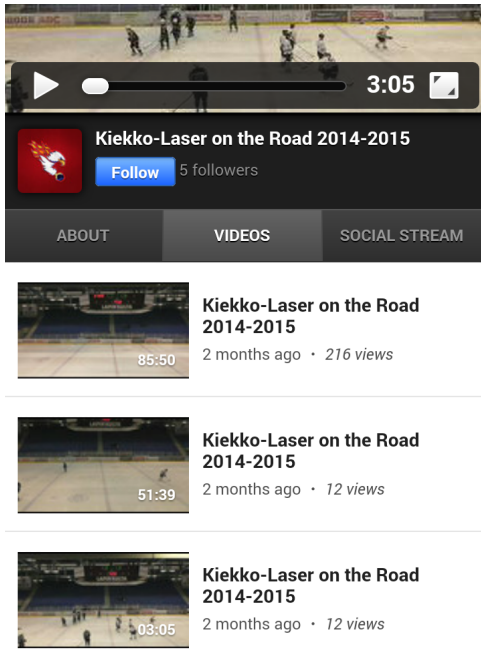 3:05
Kiekko-Laser on the Road 2014-2015
Follow 5 followers
ABOUT VIDEOS SOCIAL STREAM
85:50
Kiekko-Laser on the Road
2014-2015
2 months ago · 216 views
51:39
Kiekko-Laser on the Road
2014-2015
2 months ago · 12 views
03:05
Kiekko-Laser on the Road
2014-2015
2 months ago · 12 views